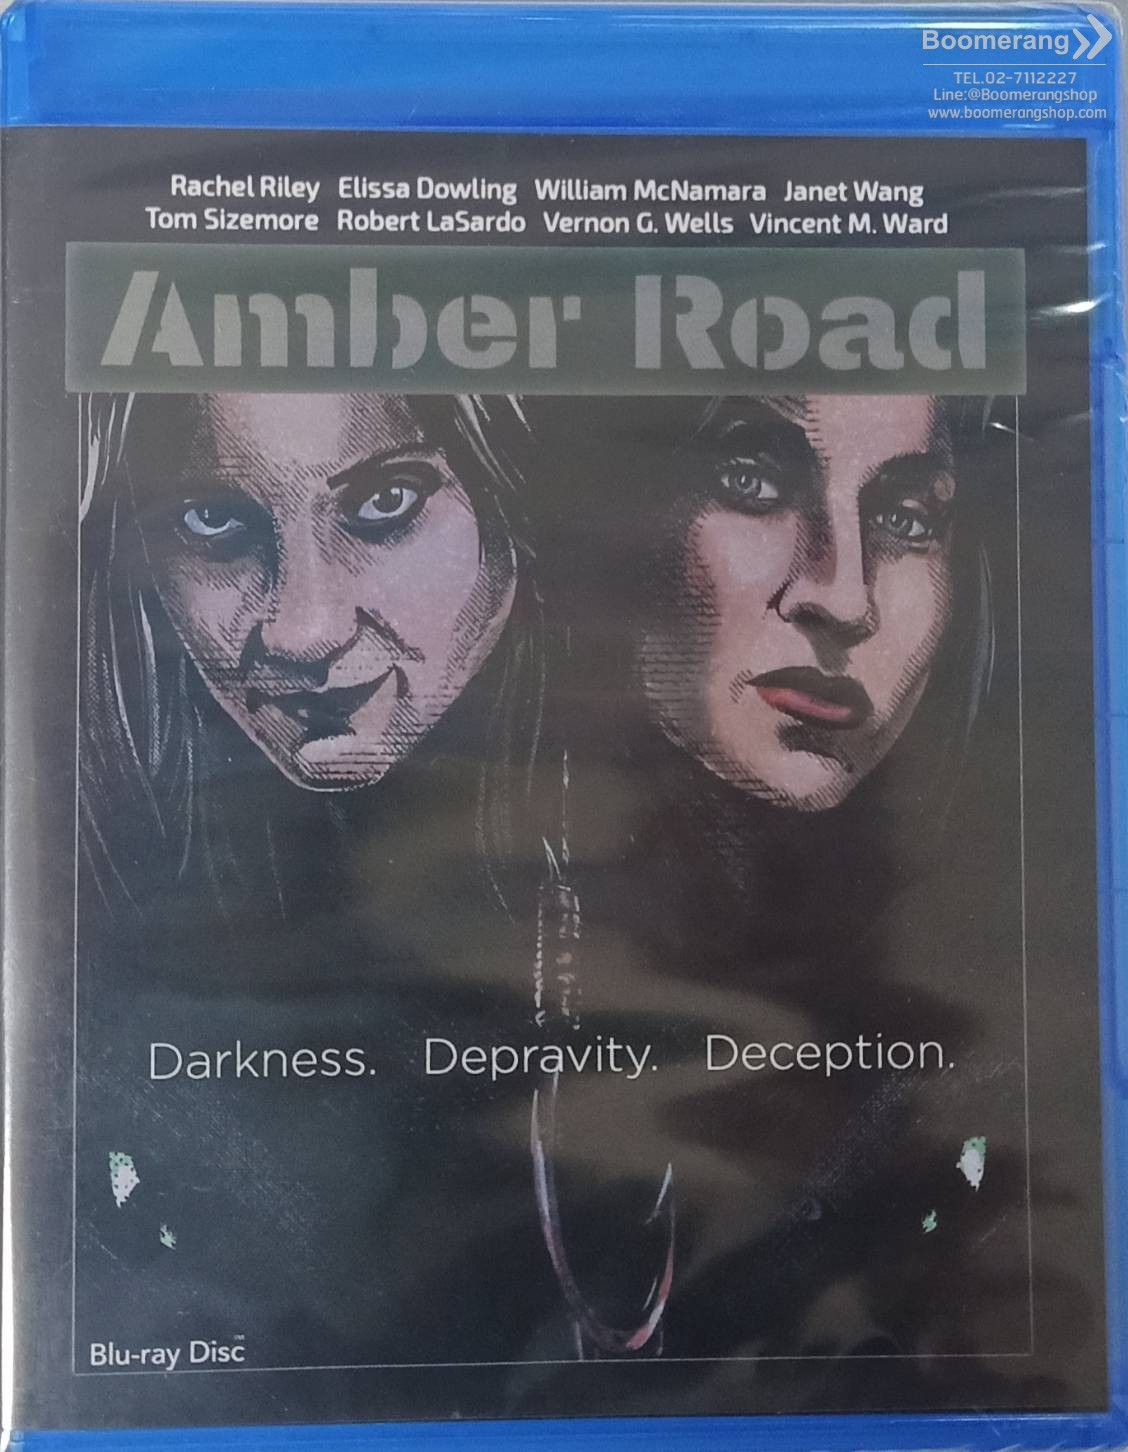 Boomerang
TEL.02-7112227
Line:@Boomerangshop
www.boomerangshop.com
Rachel Riley Elissa Dowling William McNamara Janet Wang
Tom Sizemore Robert LaSardo Vernon G. Wells Vincent M. Ward
Amber Road
Darkness. Depravity. Deception.
Blu-ray Disc™